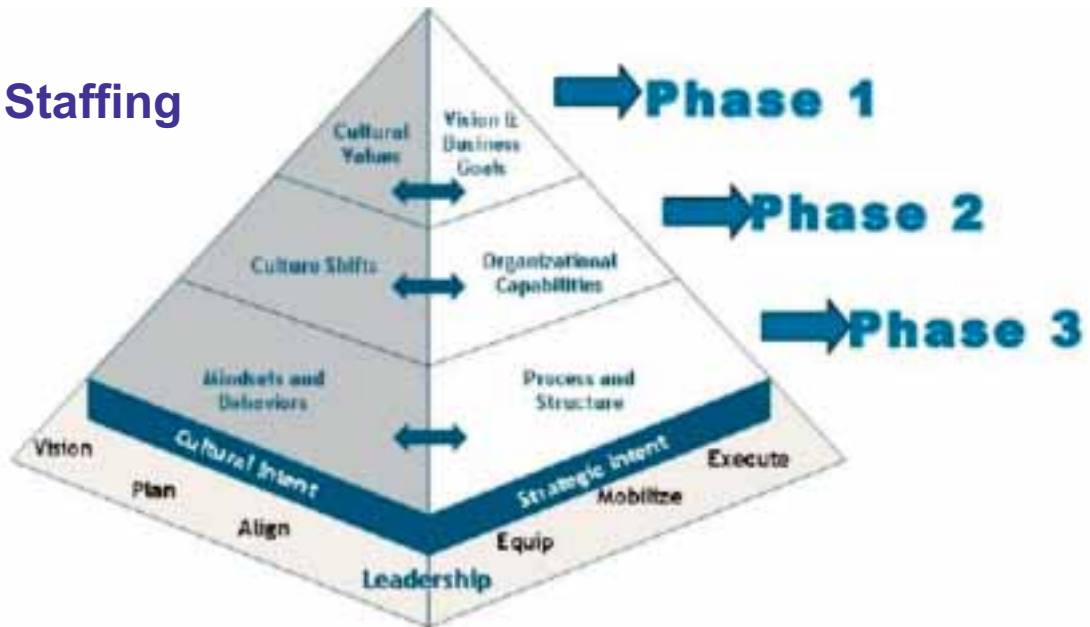 Staffing
Phase 1
Cultural
Values
Vision &
Business
Goals
Phase 2
Culture Shifts
Organizational
Capabilities
Phase 3
Mindsets and
Behaviors
Process and
Structure
Cultural Intent
Strategic Intent
Vision
Plan
Align
Leadership
Equip
Mobilize
Execute